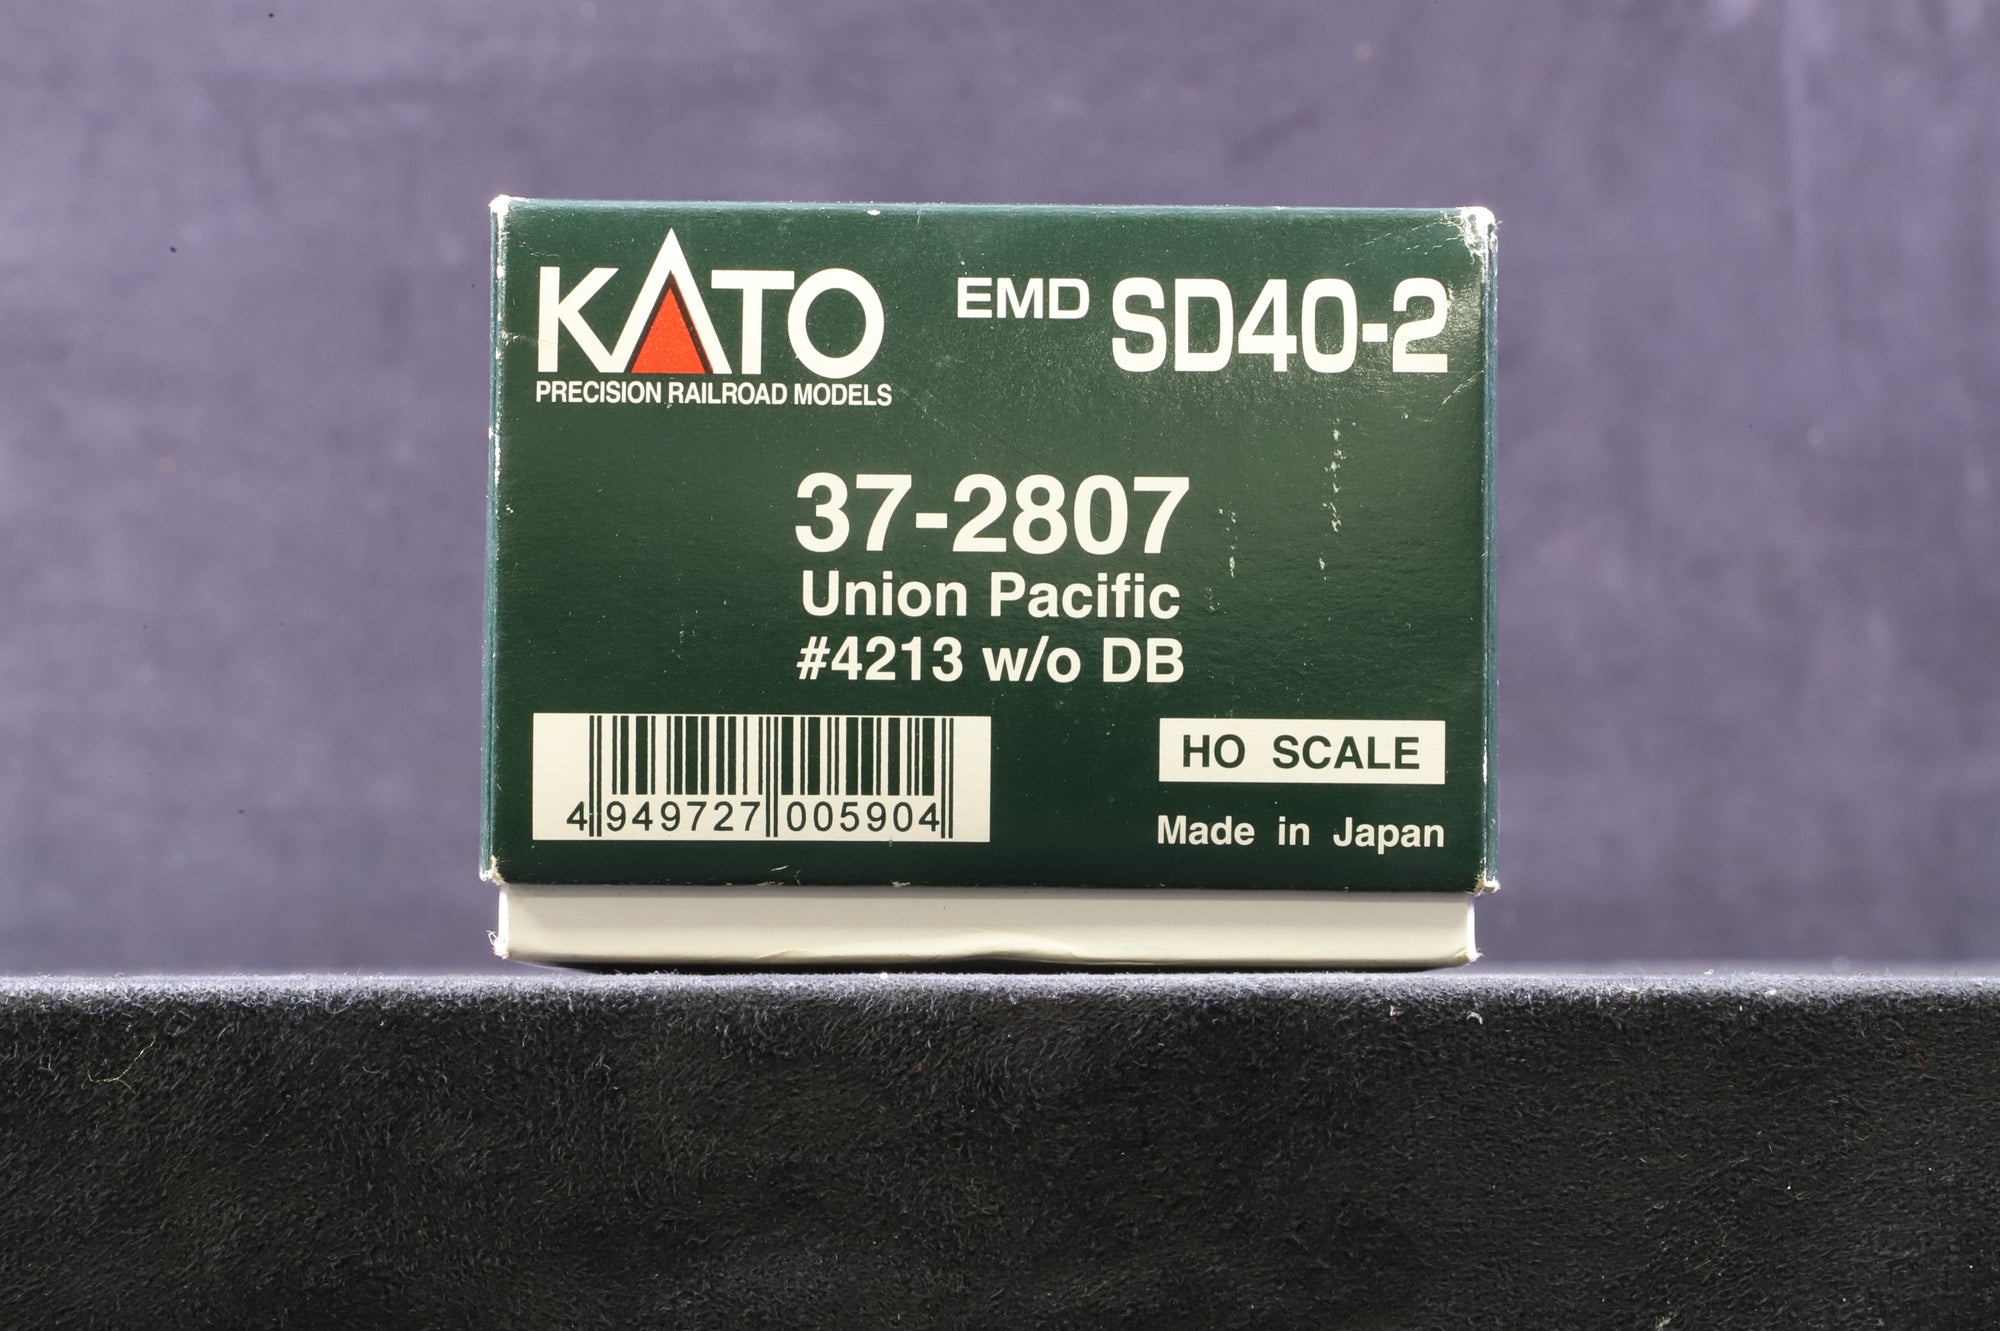 KATO
PRECISION RAILROAD MODELS
EMD SD40-2
37-2807
Union Pacific
#4213 w/o DB
4 949727 005904
HO SCALE
Made in Japan